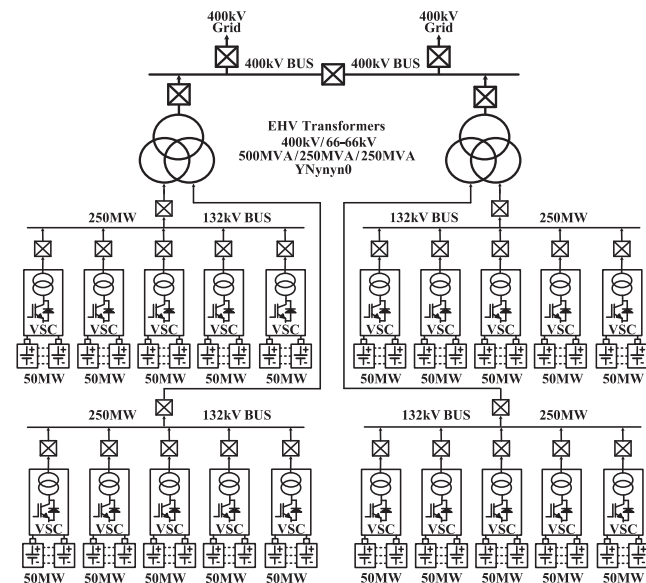 400kV 400kV
Grid Grid
400kV BUS 400kV BUS
EHV Transformers
400kV/66-66kV
500MVA/250MVA/250MVA
YNynyn0
250MW 132kV BUS 132kV BUS 250MW
VSC VSC VSC VSC VSC VSC VSC VSC VSC VSC
50MW 50MW 50MW 50MW 50MW 50MW 50MW 50MW 50MW 50MW
250MW 132kV BUS 132kV BUS 250MW
VSC VSC VSC VSC VSC VSC VSC VSC VSC VSC
50MW 50MW 50MW 50MW 50MW 50MW 50MW 50MW 50MW 50MW